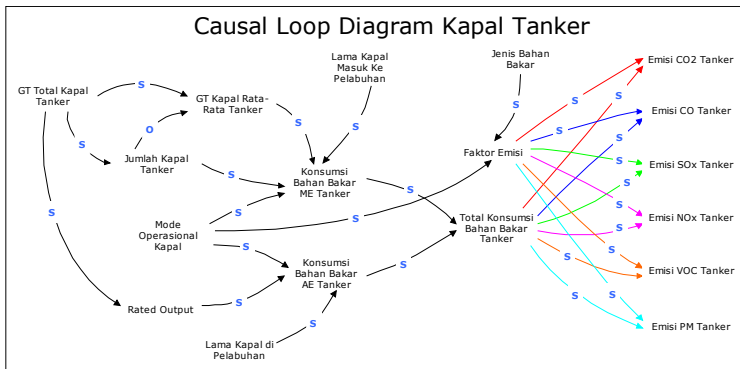 Causal Loop Diagram Kapal Tanker
GT Total Kapal
Tanker
S
S
S
O
GT Kapal Rata-
Rata Tanker
Jumlah Kapal
Tanker
Lama Kapal
Masuk Ke
Pelabuhan
S
S
S
Konsumsi
Bahan Bakar
ME Tanker
Mode
Operasional
Kapal
S
S
S
Rated Output
S
Konsumsi
Bahan Bakar
AE Tanker
Lama Kapal di
Pelabuhan
S
S
S
Jenis Bahan
Bakar
S
Faktor Emisi
Total Konsumsi
Bahan Bakar
Tanker
S
S
S
S
S
S
S
S
S
S
S
S
Emisi CO2 Tanker
Emisi CO Tanker
Emisi SOx Tanker
Emisi NOx Tanker
Emisi VOC Tanker
Emisi PM Tanker